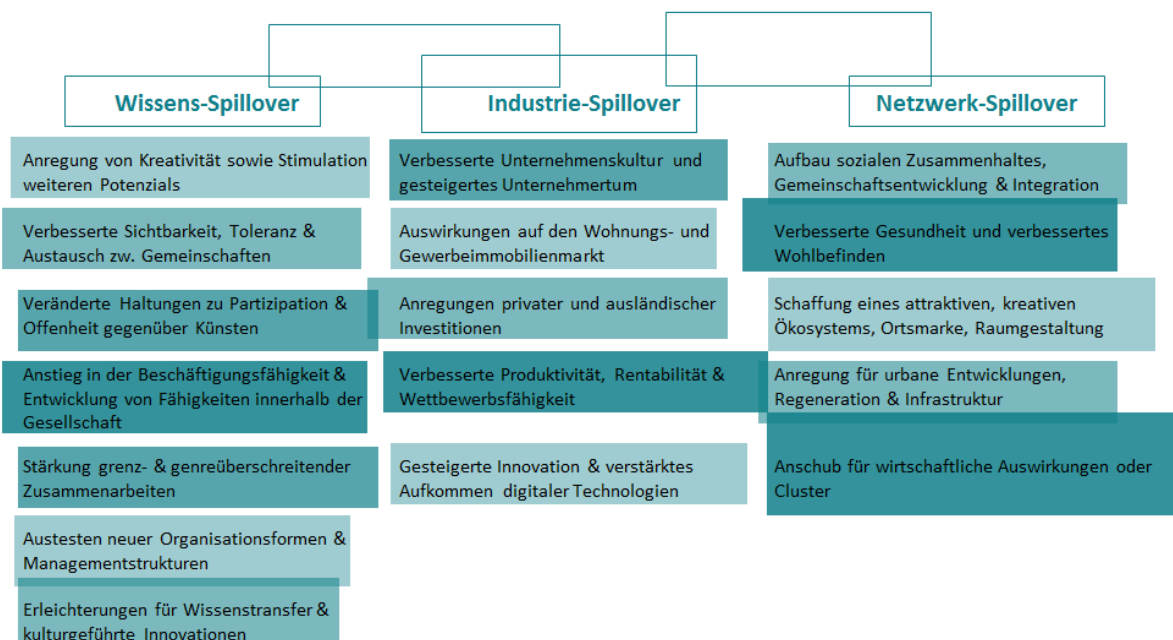 Wissens-Spillover
Anregung von Kreativität sowie Stimulation
weiteren Potenzials
Verbesserte Sichtbarkeit, Toleranz &
Austausch zw. Gemeinschaften
Veränderte Haltungen zu Partizipation &
Offenheit gegenüber Künsten
Anstieg in der Beschäftigungsfähigkeit &
Entwicklung von Fähigkeiten innerhalb der
Gesellschaft
Stärkung grenz- & genreüberschreitender
Zusammenarbeiten
Austesten neuer Organisationsformen &
Managementstrukturen
Erleichterungen für Wissenstransfer &
kulturgeführte Innovationen
Industrie-Spillover
Verbesserte Unternehmenskultur und
gesteigertes Unternehmertum
Auswirkungen auf den Wohnungs- und
Gewerbeimmobilienmarkt
Anregungen privater und ausländischer
Investitionen
Verbesserte Produktivität, Rentabilität &
Wettbewerbsfähigkeit
Gesteigerte Innovation & verstärktes
Aufkommen digitaler Technologien
Netzwerk-Spillover
Aufbau sozialen Zusammenhaltes,
Gemeinschaftsentwicklung & Integration
Verbesserte Gesundheit und verbessertes
Wohlbefinden
Schaffung eines attraktiven, kreativen
Ökosystems, Ortsmarke, Raumgestaltung
Anregung für urbane Entwicklungen,
Regeneration & Infrastruktur
Anschub für wirtschaftliche Auswirkungen oder
Cluster